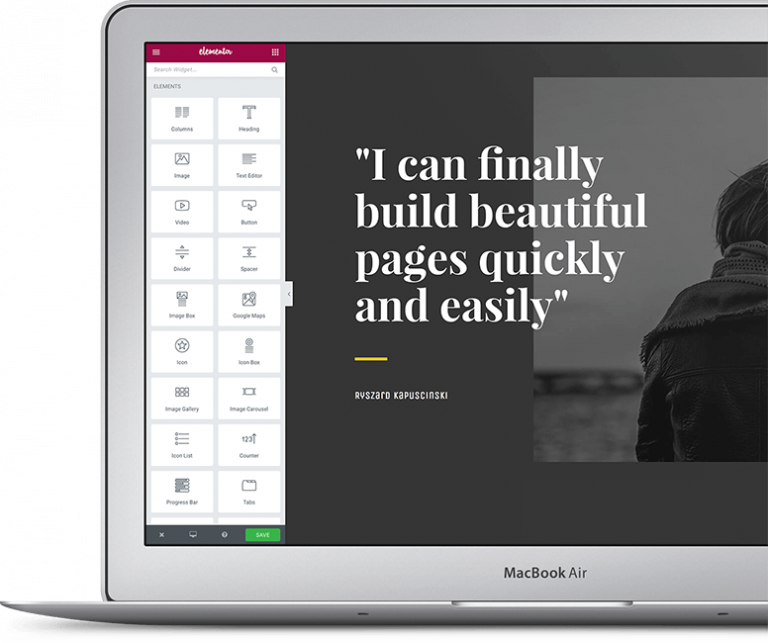 elementor
Search Widget...
ELEMENTS
Columns
Heading
Image
Text Editor
Video
Button
Divider
Spacer
Image Box
Google Maps
Icon
Icon Box
Image Gallery
Image Carousel
Icon List
123
Counter
Progress Bar
Tabs
SAVE
"I can finally
build beautiful
pages quickly
and easily"
Ryszard Kapuscinski
MacBook Air